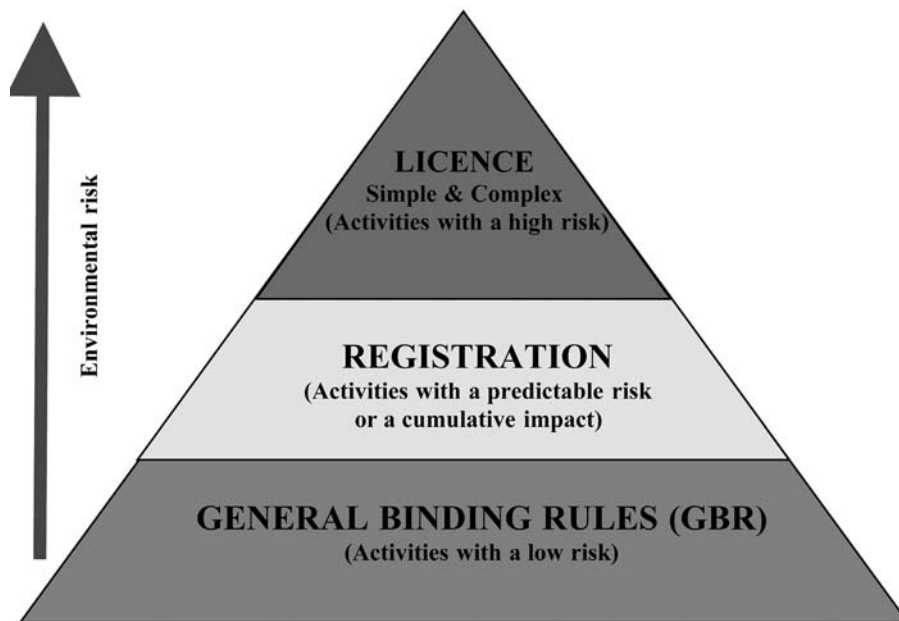 Environmental risk
LICENCE
Simple & Complex
(Activities with a high risk)
REGISTRATION
(Activities with a predictable risk
or a cumulative impact)
GENERAL BINDING RULES (GBR)
(Activities with a low risk)